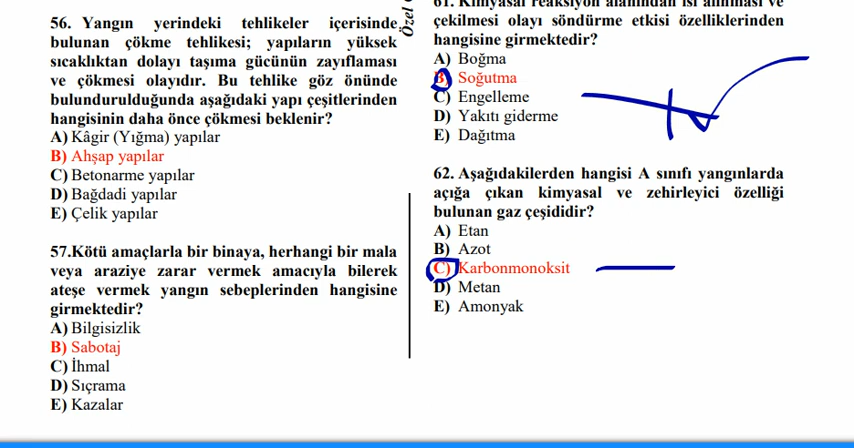 56. Yangın yerindeki tehlikeler içerisinde
bulunan çökme tehlikesi; yapıların yüksek
sıcaklıktan dolayı taşıma gücünün zayıflaması
ve çökmesi olayıdır. Bu tehlike göz önünde
bulundurulduğunda aşağıdaki yapı çeşitlerinden
hangisinin daha önce çökmesi beklenir?
A) Kâgir (Yığma) yapılar
B) Ahşap yapılar
C) Betonarme yapılar
D) Bağdadi yapılar
E) Çelik yapılar
57.Kötü amaçlarla bir binaya, herhangi bir mala
veya araziye zarar vermek amacıyla bilerek
ateşe vermek yangın sebeplerinden hangisine
girmektedir?
A) Bilgisizlik
B) Sabotaj
C) İhmal
D) Sıçrama
E) Kazalar
Özel
61. Kimyasal reaksiyon alanından ısı alınması ve
çekilmesi olayı söndürme etkisi özelliklerinden
hangisine girmektedir?
A) Boğma
B) Soğutma
C) Engelleme
D) Yakıtı giderme
E) Dağıtma
62. Aşağıdakilerden hangisi A sınıfı yangınlarda
açığa çıkan kimyasal ve zehirleyici özelliği
bulunan gaz çeşididir?
A) Etan
B) Azot
C) Karbonmonoksit
D) Metan
E) Amonyak